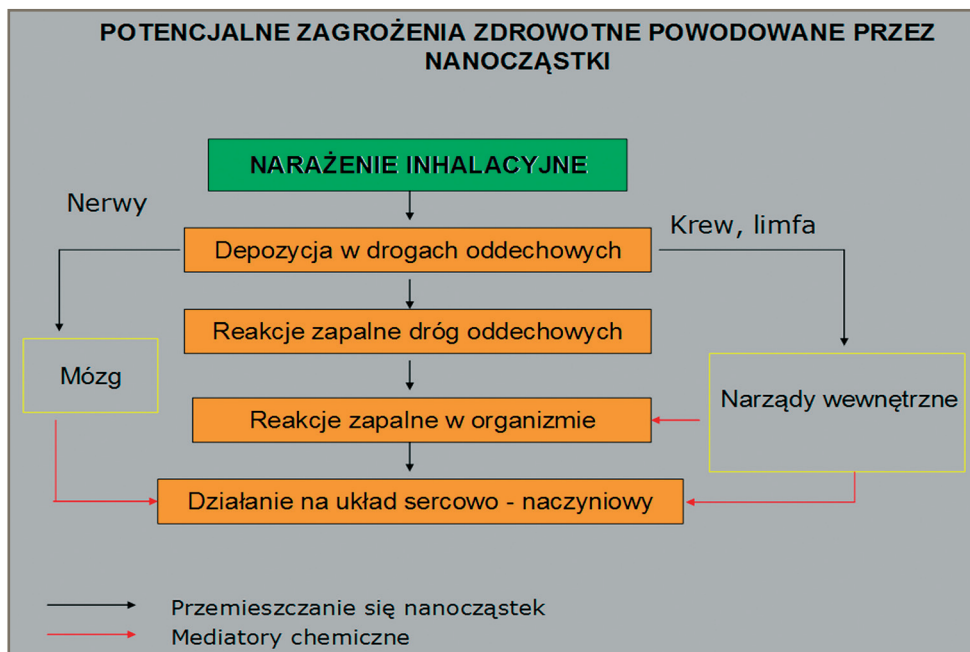 POTENCJALNE ZAGROŻENIA ZDROWOTNE POWODOWANE PRZEZ
NANOCZĄSTKI
NARAŻENIE INHALACYJNE
Nerwy
Krew, limfa
Depozycja w drogach oddechowych
Reakcje zapalne dróg oddechowych
Mózg
Narządy wewnętrzne
Reakcje zapalne w organizmie
Działanie na układ sercowo - naczyniowy
Przemieszczanie się nanocząstek
Mediatory chemiczne